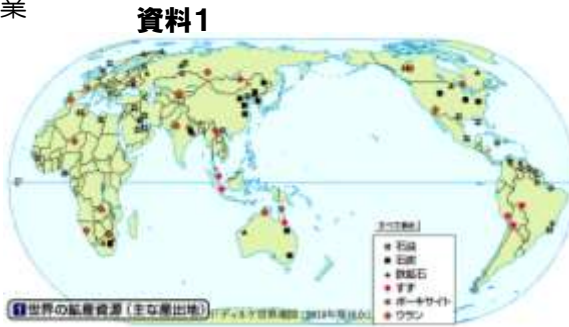 業
資料1
石油
石炭
鉄鉱石
すず
ボーキサイト
ウラン
1 世界の鉱産資源(主な産出地)